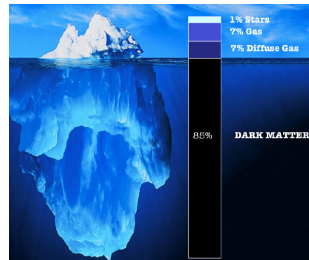 1% Stars
7% Gas
7% Diffuse Gas
85%
DARK MATTER